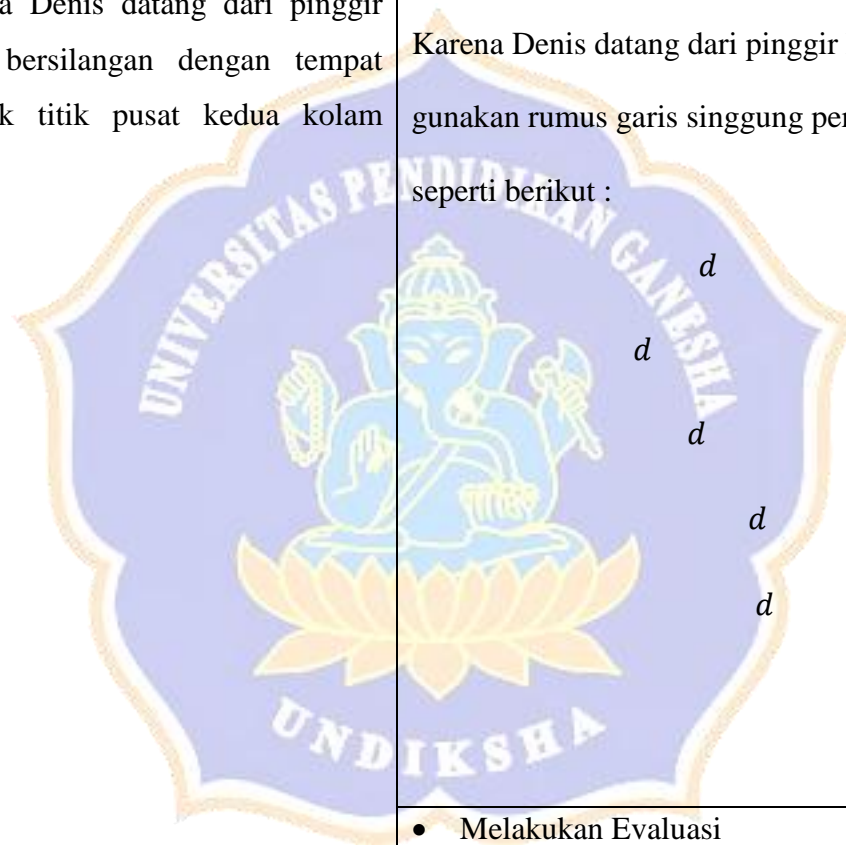 Denis datang dari pinggir
bersilangan dengan tempat
titik pusat kedua kolam
Karena Denis datang dari pinggir
gunakan rumus garis singgung
seperti berikut :
d
d
d
d
d
• Melakukan Evaluasi
UNIVERSITAS PENDIDIKAN GANESHA
UNDIKSHA